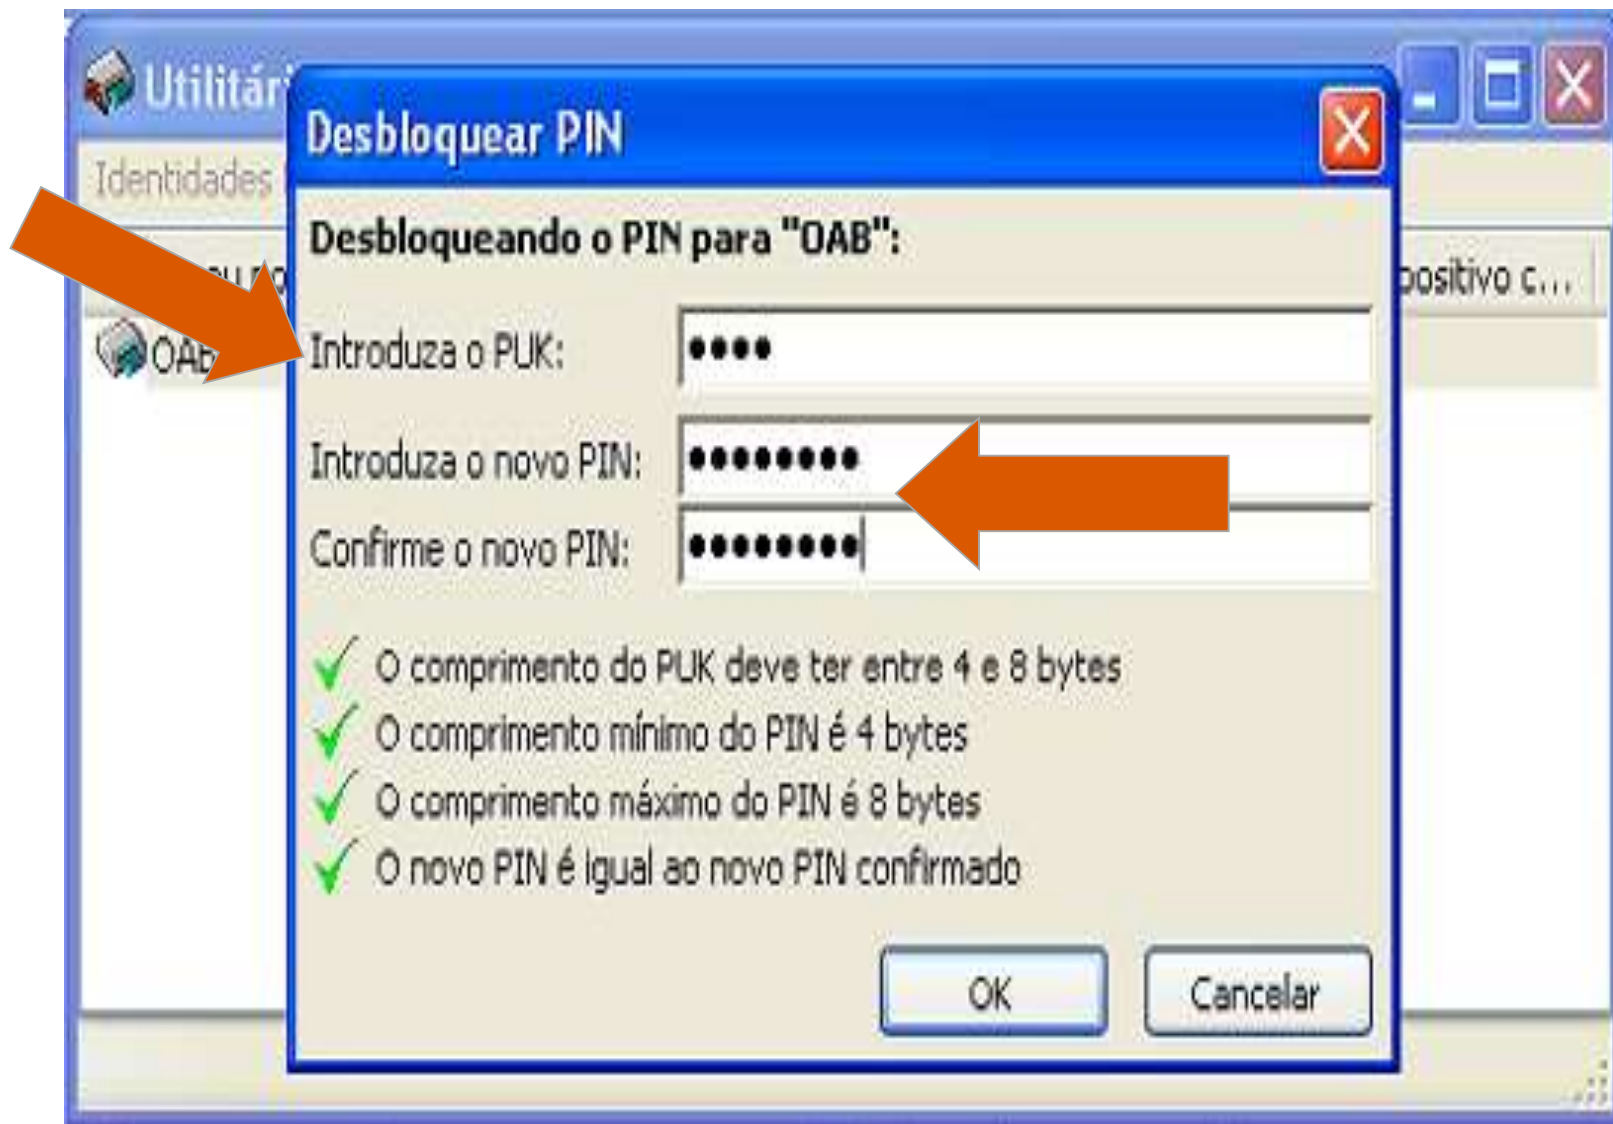 Desbloquear PIN
Identidades
Desbloqueando o PIN para "OAB":
positivo c...
OAB
Introduza o PUK: ••••
Introduza o novo PIN: ••••••••
Confirme o novo PIN: ••••••••
O comprimento do PUK deve ter entre 4 e 8 bytes
O comprimento mínimo do PIN é 4 bytes
O comprimento máximo do PIN é 8 bytes
O novo PIN é igual ao novo PIN confirmado
OK
Cancelar